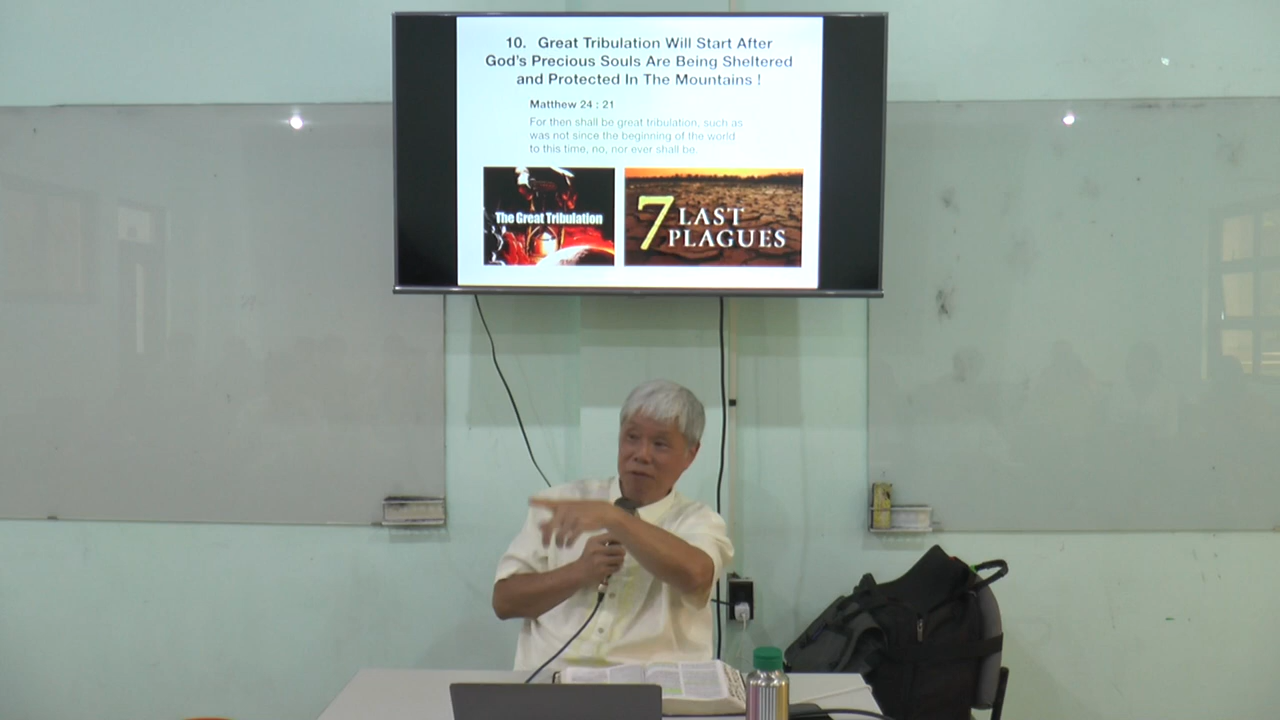 10. Great Tribulation Will Start After
God's Precious Souls Are Being Sheltered
and Protected In The Mountains !
Matthew 24 : 21
For then shall be great tribulation, such as
was not since the beginning of the world
to this time, no, nor ever shall be.
The Great Tribulation
7 LAST
PLAGUES